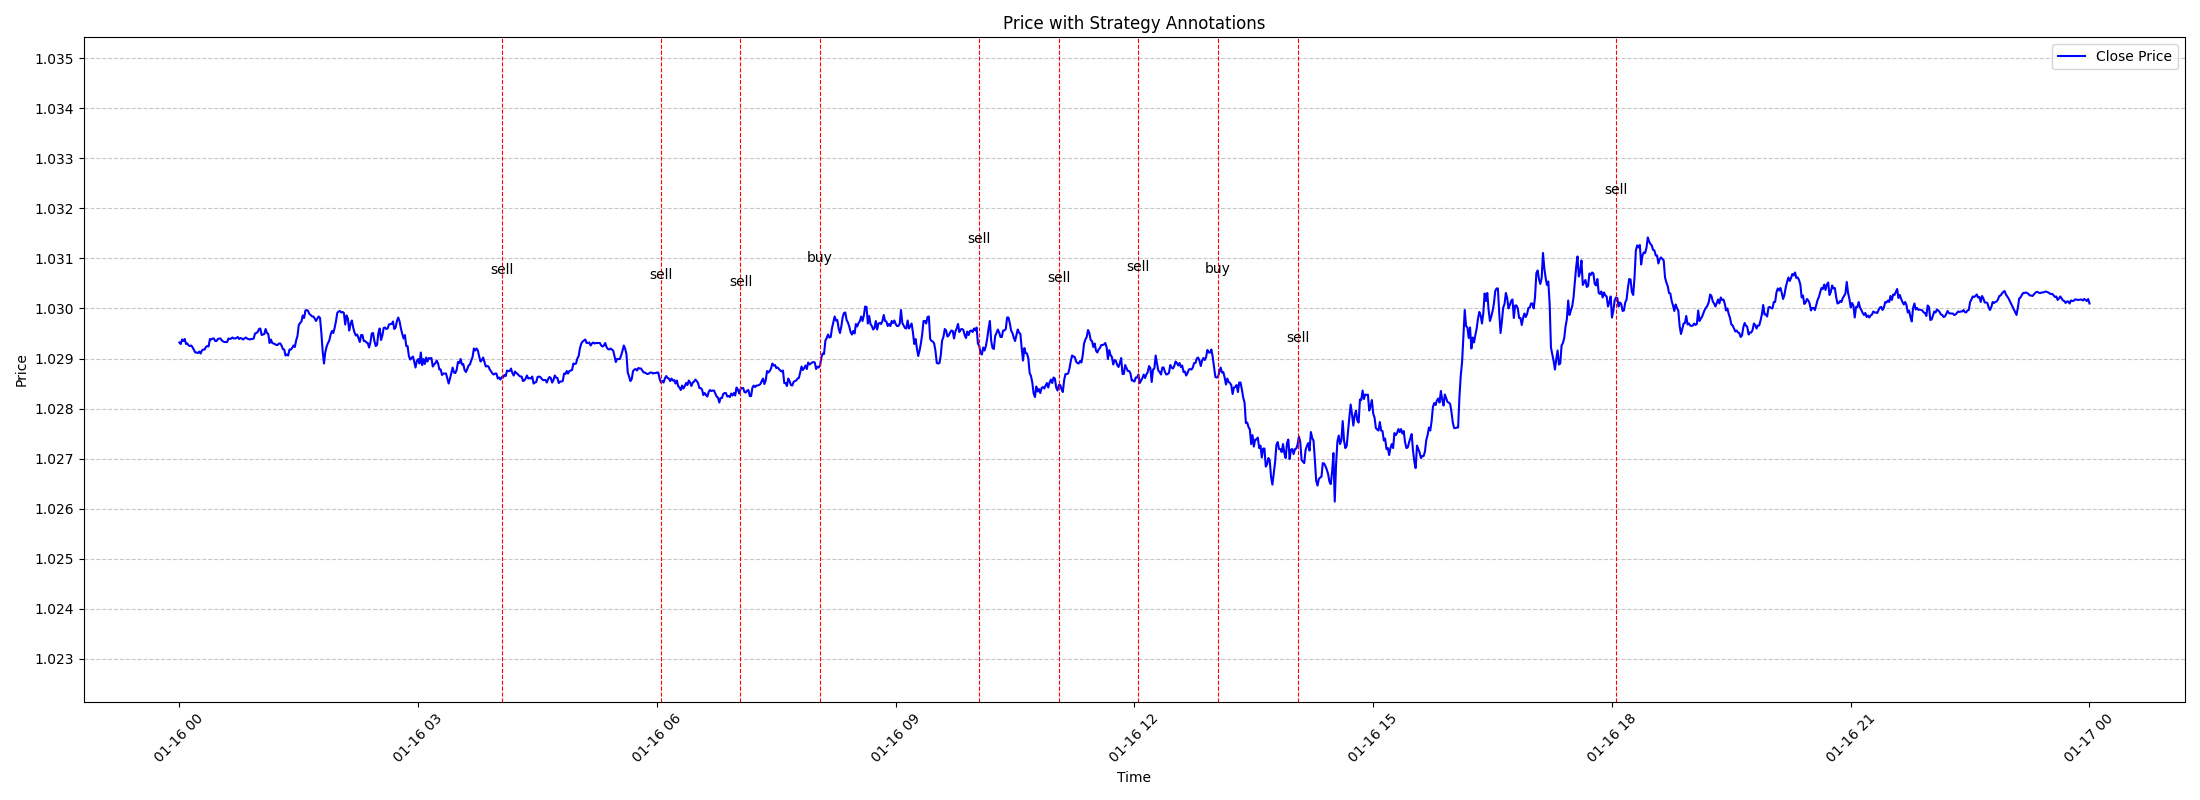 Price with Strategy Annotations
Close Price
1.035
1.034
1.033
1.032
1.031
1.030
1.029
1.028
1.027
1.026
1.025
1.024
1.023
Price
sell
sell
sell
buy
sell
sell
sell
buy
sell
sell
01-16 00
01-16 03
01-16 06
01-16 09
01-16 12
01-16 15
01-16 18
01-16 21
01-17 00
Time